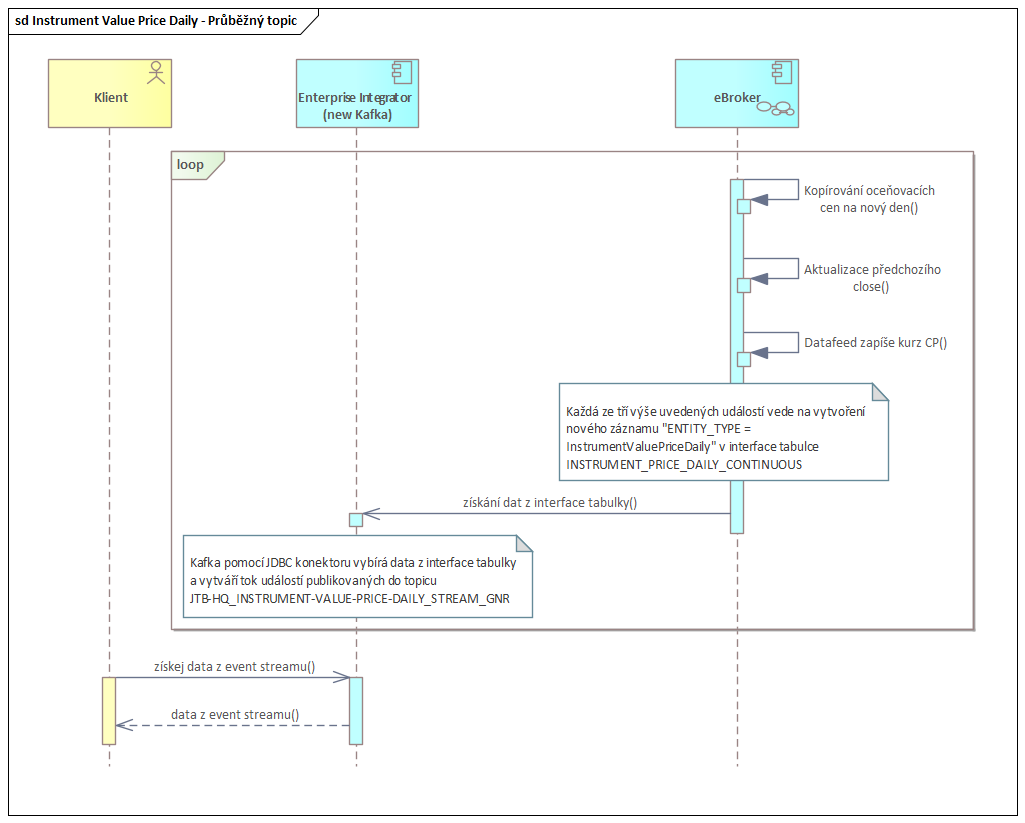 sd Instrument Value Price Daily - Průběžný topic
Klient
Enterprise Integrator
(new Kafka)
eBroker
loop
Kopírování oceňovacích
cen na nový den()
Aktualizace předchozího
close()
Datafeed zapíše kurz CP()
Každá ze tří výše uvedených událostí vede na vytvoření
nového záznamu "ENTITY_TYPE =
InstrumentValuePriceDaily" v interface tabulce
INSTRUMENT_PRICE_DAILY_CONTINUOUS
získání dat z interface tabulky()
Kafka pomocí JDBC konektoru vybírá data z interface tabulky
a vytváří tok událostí publikovaných do topicu
JTB-HQ_INSTRUMENT-VALUE-PRICE-DAILY_STREAM_GNR
získej data z event streamu()
data z event streamu()